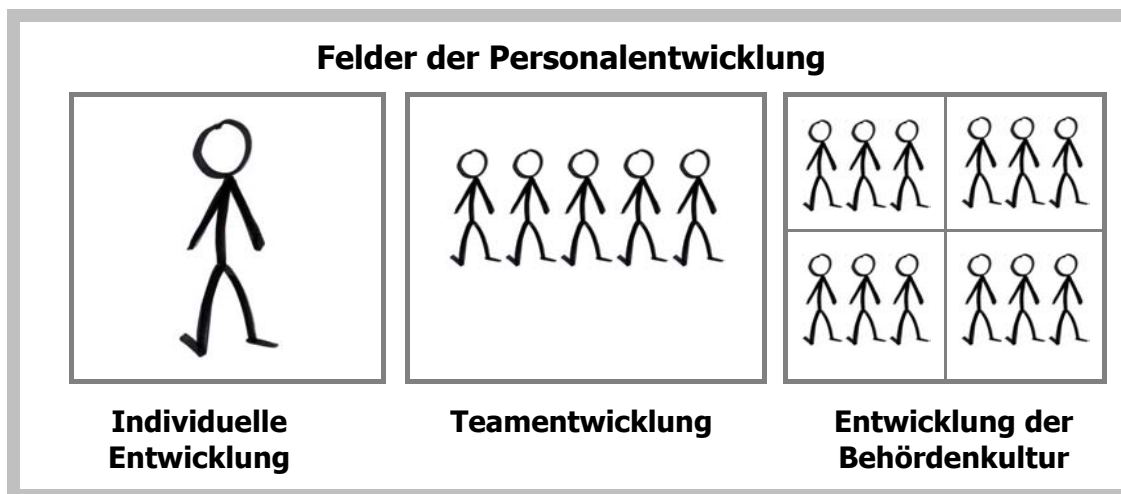 Felder der Personalentwicklung
Individuelle
Entwicklung
Teamentwicklung
Entwicklung der
Behördenkultur